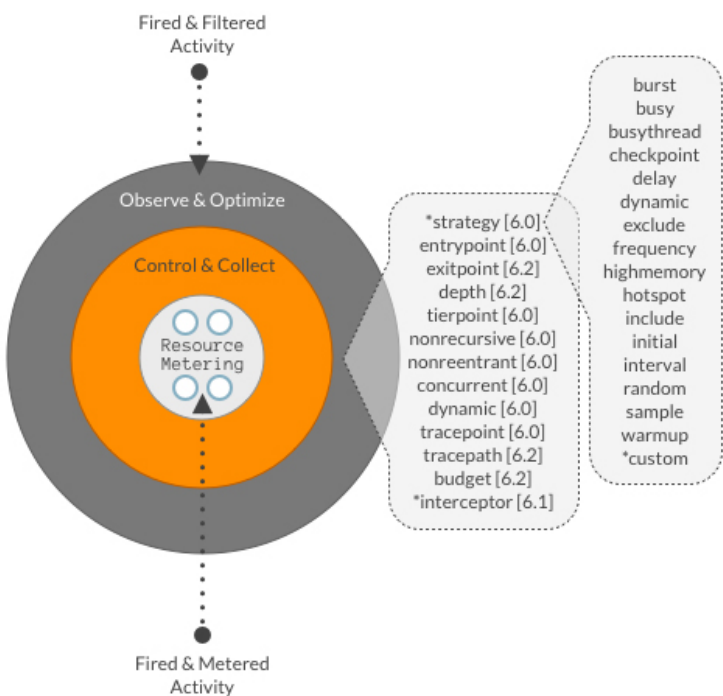 Fired & Filtered
Activity
Observe & Optimize
Control & Collect
Resource
Metering
*strategy [6.0]
entrypoint [6.0]
exitpoint [6.2]
depth [6.2]
tierpoint [6.0]
nonrecursive [6.0]
nonreentrant [6.0]
concurrent [6.0]
dynamic [6.0]
tracepoint [6.0]
tracepath [6.2]
budget [6.2]
*interceptor [6.1]
burst
busy
busythread
checkpoint
delay
dynamic
exclude
frequency
highmemory
hotspot
include
initial
interval
random
sample
warmup
*custom
Fired & Metered
Activity